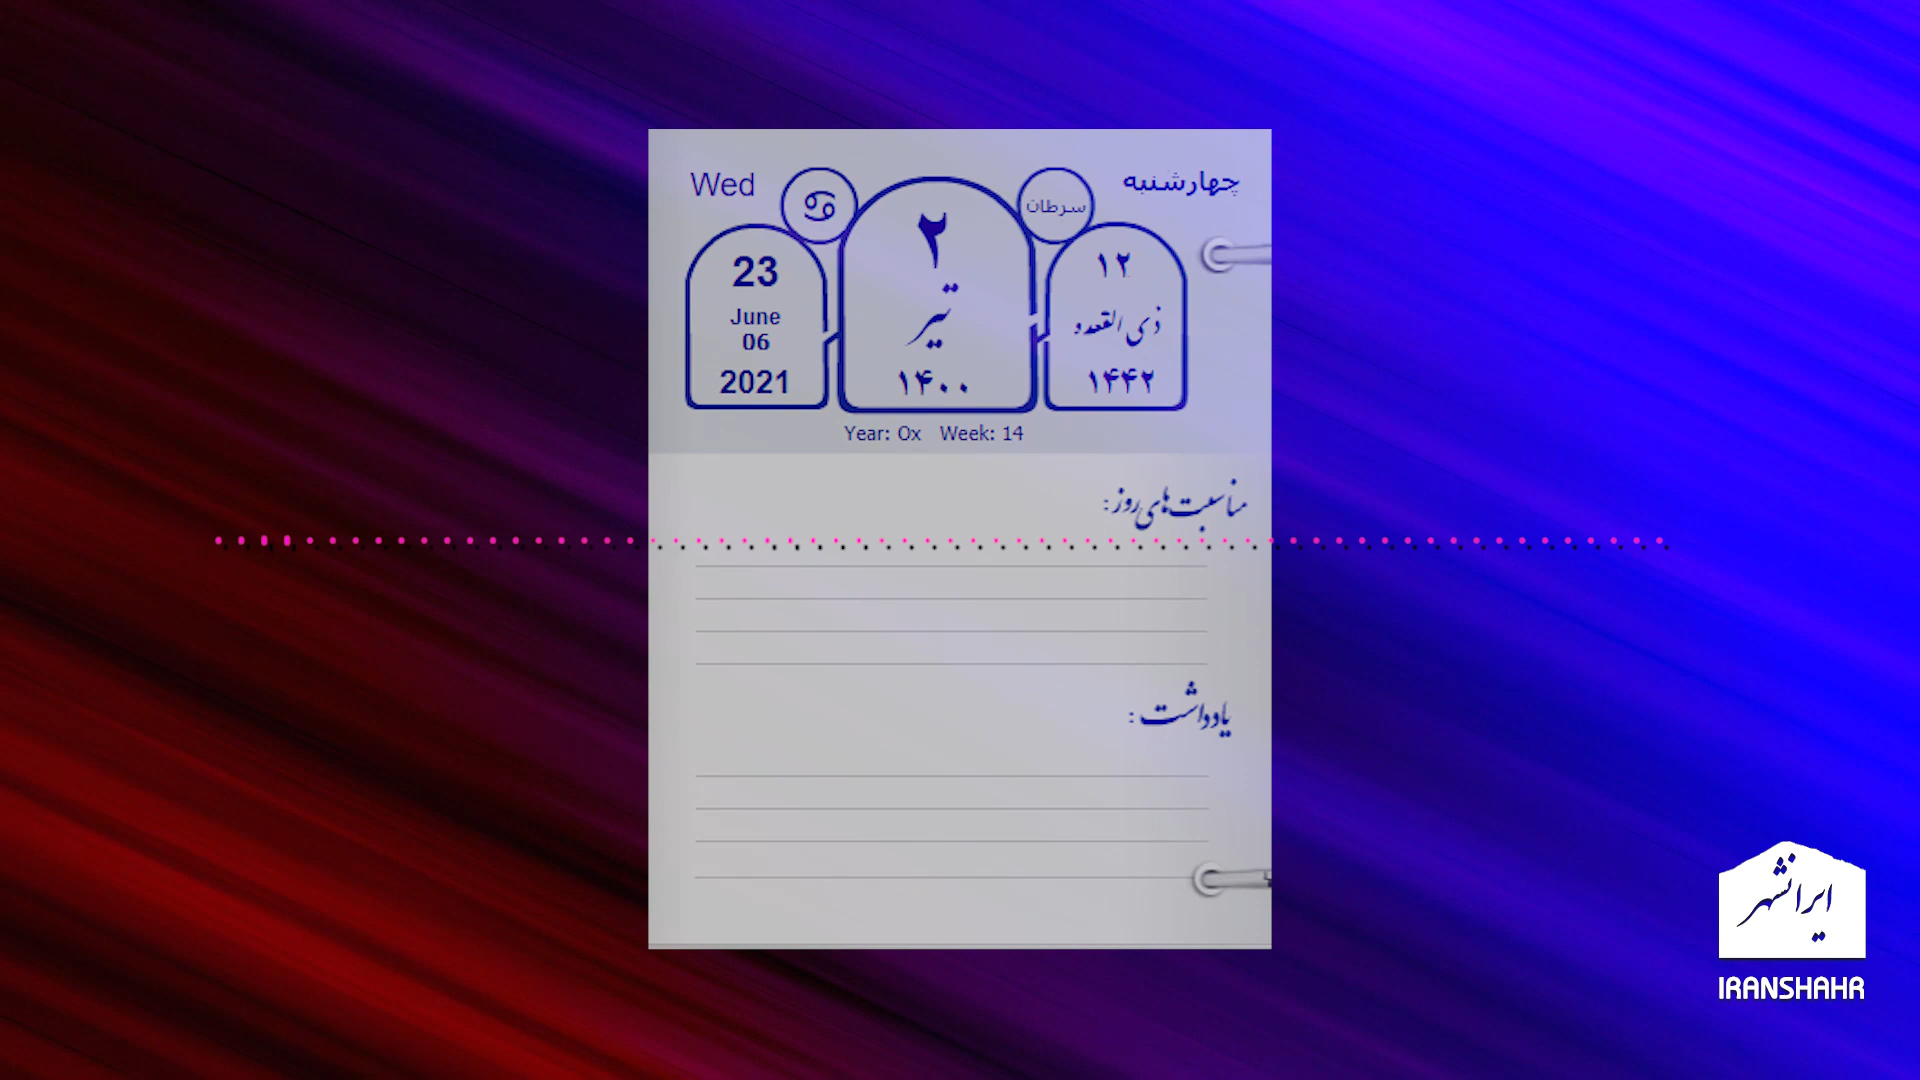 Wed
چهارشنبه
♋
سرطان
23
June
06
2021
۲
تیر
۱۴۰۰
۱۲
ذی القعده
۱۴۴۲
Year: Ox Week: 14
مناسبت‌های روز:
یادداشت:
ایرانشهر
IRANSHAHR